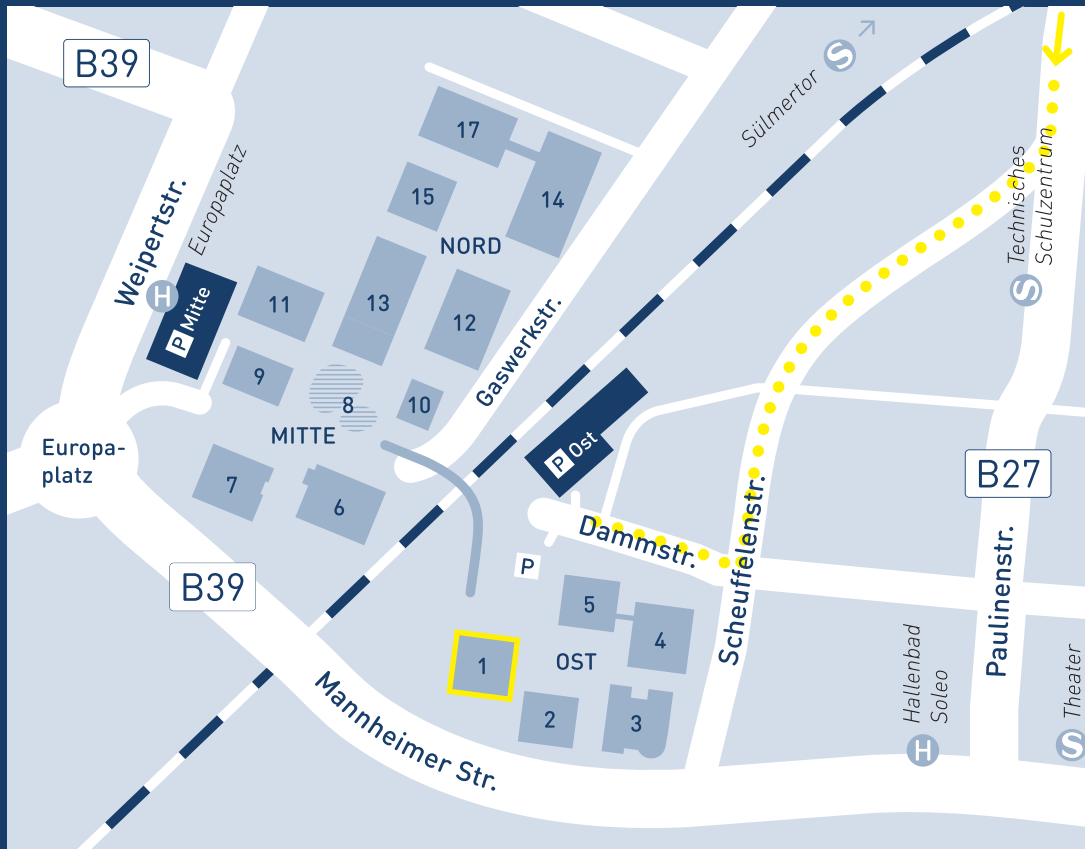 B39
Sülmertor
S
17
Europaplatz
Technisches
Schulzentrum
S
15
14
Weipertstr.
NORD
H
P Mitte
11
13
12
Gaswerkstr.
9
8
10
MITTE
Europa-
platz
P Ost
B27
7
6
Dammstr.
Scheuffelenstr.
Paulinenstr.
P
B39
5
4
1
OST
2
3
Mannheimer Str.
Hallenbad
Soleo
H
Theater
S